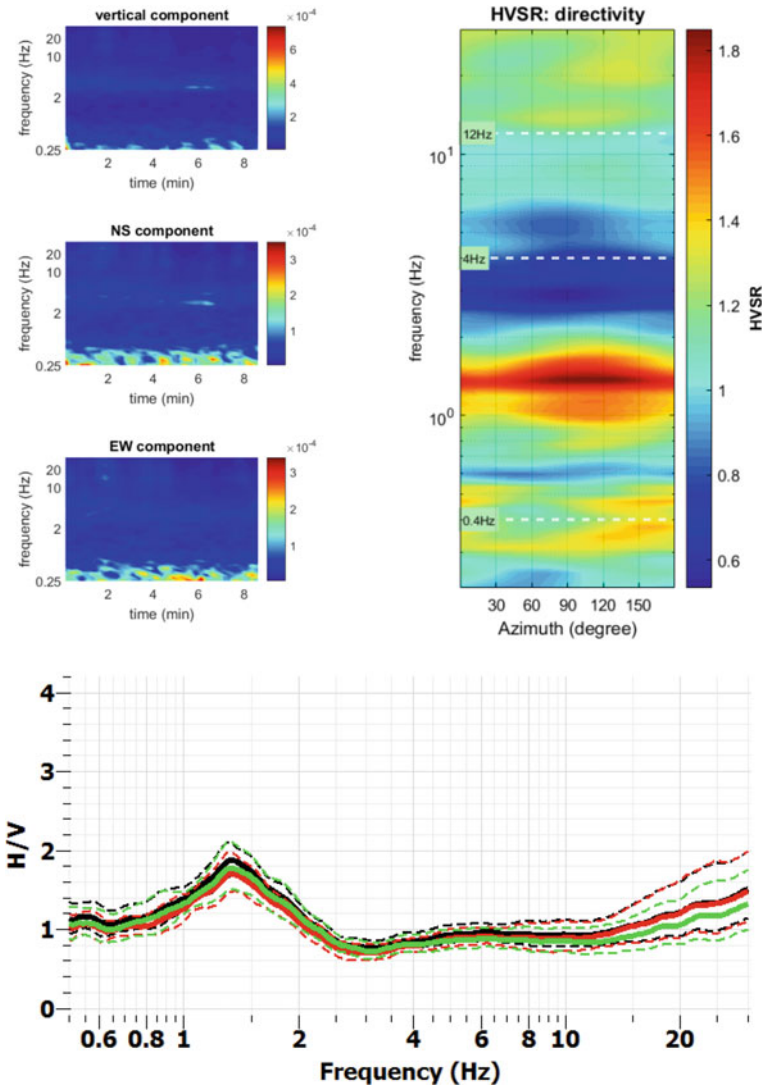 vertical component
×10⁻⁴
frequency (Hz)
20
10
2
0.25
2 4 6 8
time (min)
6
4
2
NS component
×10⁻⁴
frequency (Hz)
20
10
2
0.25
2 4 6 8
time (min)
3
2
1
EW component
×10⁻⁴
frequency (Hz)
20
10
2
0.25
2 4 6 8
time (min)
3
2
1
HVSR: directivity
frequency (Hz)
10¹
10⁰
12Hz
4Hz
0.4Hz
30 60 90 120 150
Azimuth (degree)
1.8
1.6
1.4
1.2
1
0.8
0.6
HVSR
H/V
4
3
2
1
0
0.6 0.8 1 2 4 6 8 10 20
Frequency (Hz)